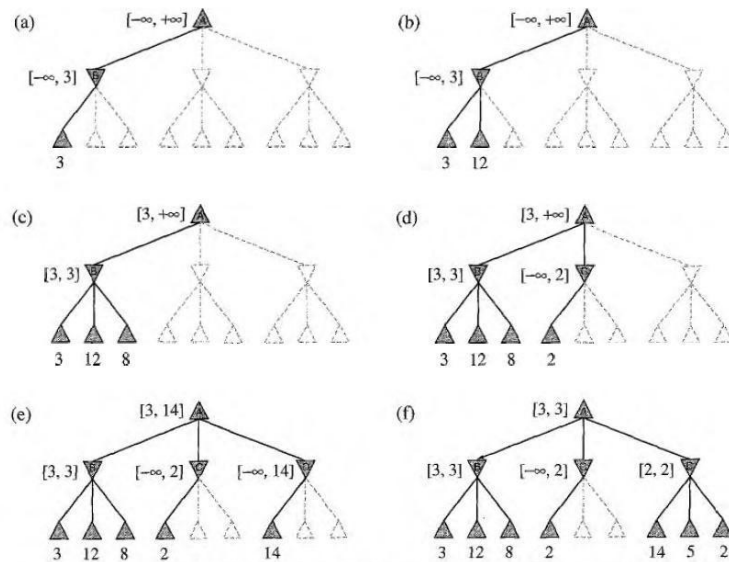 (a) [−∞, +∞] A
[−∞, 3] B
3
(b) [−∞, +∞] A
[−∞, 3] B
3 12
(c) [3, +∞] A
[3, 3] B
3 12 8
(d) [3, +∞] A
[3, 3] B [−∞, 2] C
3 12 8 2
(e) [3, 14] A
[3, 3] B [−∞, 2] C [−∞, 14] D
3 12 8 2 14
(f) [3, 3] A
[3, 3] B [−∞, 2] C [2, 2] D
3 12 8 2 14 5 2